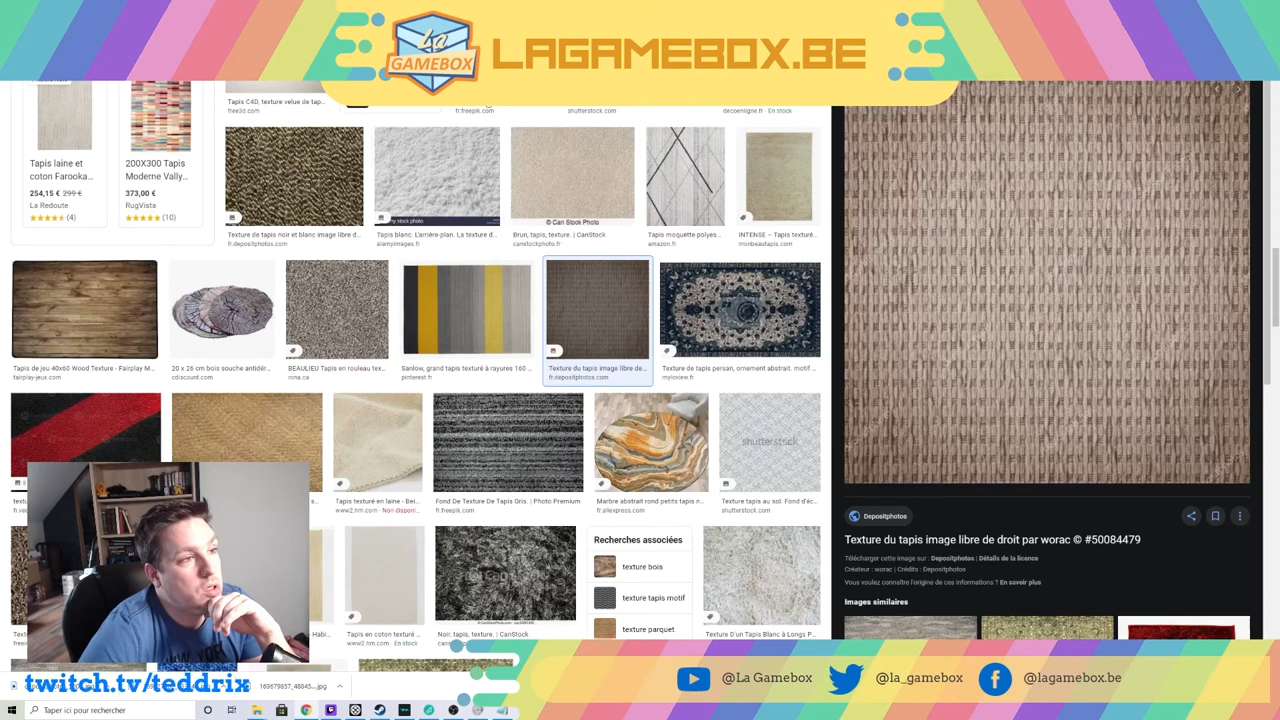 La
GAMEBOX
LAGAMEBOX.BE
Tapis C4D, texture velue de tap...
free3d.com
fr.freepik.com
shutterstock.com
decoenligne.com · En stock
Tapis laine et
coton Farooka...
254,15 € 299 €
La Redoute
(4)
200X300 Tapis
Moderne Vally...
373,00 €
RugVista
(10)
Texture de tapis noir et blanc image libre d...
fr.depositphotos.com
stock photo
Tapis blanc. L'arrière-plan. La texture d...
alamyimages.fr
© Can Stock Photo
Brun, tapis, texture. | CanStock
canstockphoto.fr
Tapis moquette polyes...
amazon.fr
INTENSE – Tapis texturé...
monbeautapis.com
Tapis de jeu 40x60 Wood Texture - Fairplay M...
fairplay-jeux.com
20 x 26 cm bois souche antidér...
cdiscount.com
BEAULIEU Tapis en rouleau tex...
rona.ca
Sanlow, grand tapis texturé à rayures 160 ...
pinterest.fr
Texture du tapis image libre de...
fr.depositphotos.com
Texture de tapis persan, ornement abstrait. motif ...
myloview.fr
shutterstock
Tapis texturé en laine - Bei...
www2.hm.com · Non disponi...
Fond De Texture De Tapis Gris. | Photo Premium
fr.freepik.com
Marbre abstrait rond petits tapis n...
fr.aliexpress.com
Texture tapis au sol. Fond d'éc...
shutterstock.com
Recherches associées
texture bois
texture tapis motif
texture parquet
Tapis en coton texturé ...
www2.hm.com · En stock
Noir, tapis, texture. | CanStock
Texture D'un Tapis Blanc à Longs P...
Depositphotos
Texture du tapis image libre de droit par worac © #50084479
Télécharger cette image sur : Depositphotos | Détails de la licence
Créateur : worac | Crédits : Depositphotos
Vous voulez connaître l'origine de ces informations ? En savoir plus
Images similaires
twitch.tv/teddrix
169679857_48845....jpg
@La Gamebox
@la_gamebox
@lagamebox.be
Taper ici pour rechercher